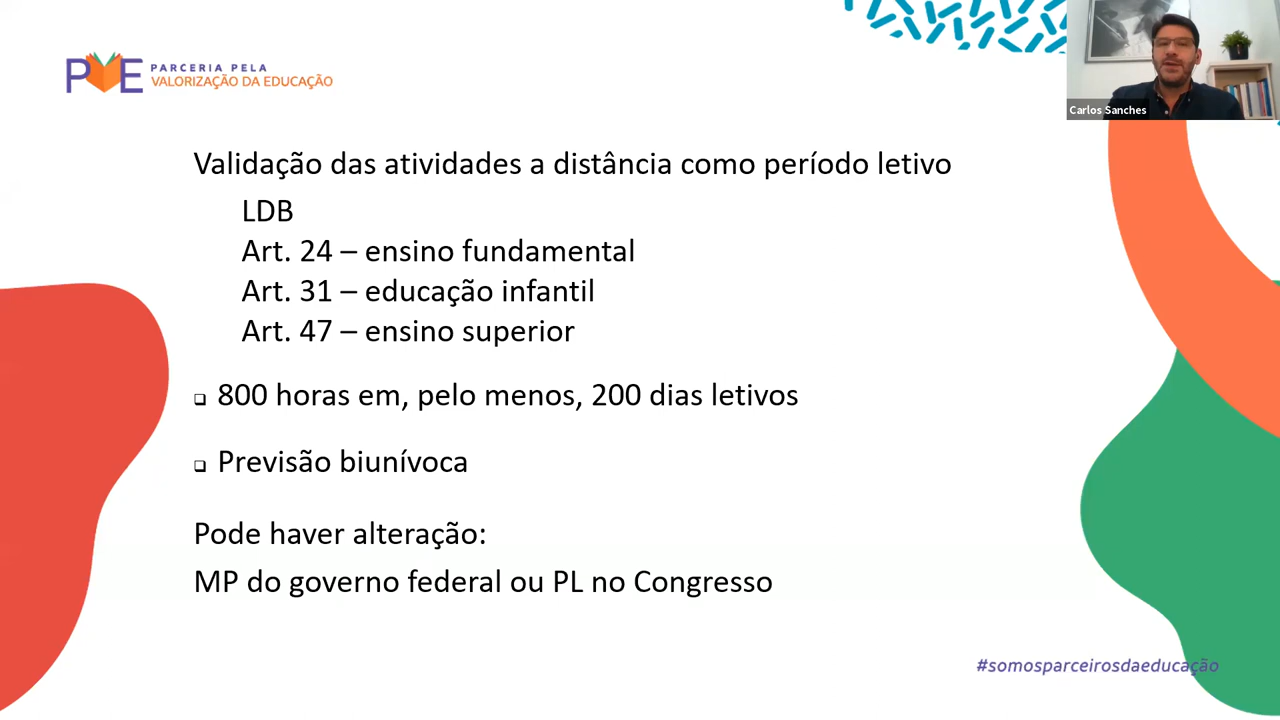 PVE PARCERIA PELA
VALORIZAÇÃO DA EDUCAÇÃO
Carlos Sanches
Validação das atividades a distância como período letivo
LDB
Art. 24 – ensino fundamental
Art. 31 – educação infantil
Art. 47 – ensino superior
800 horas em, pelo menos, 200 dias letivos
Previsão biunívoca
Pode haver alteração:
MP do governo federal ou PL no Congresso
#somosparceirosdaeducação